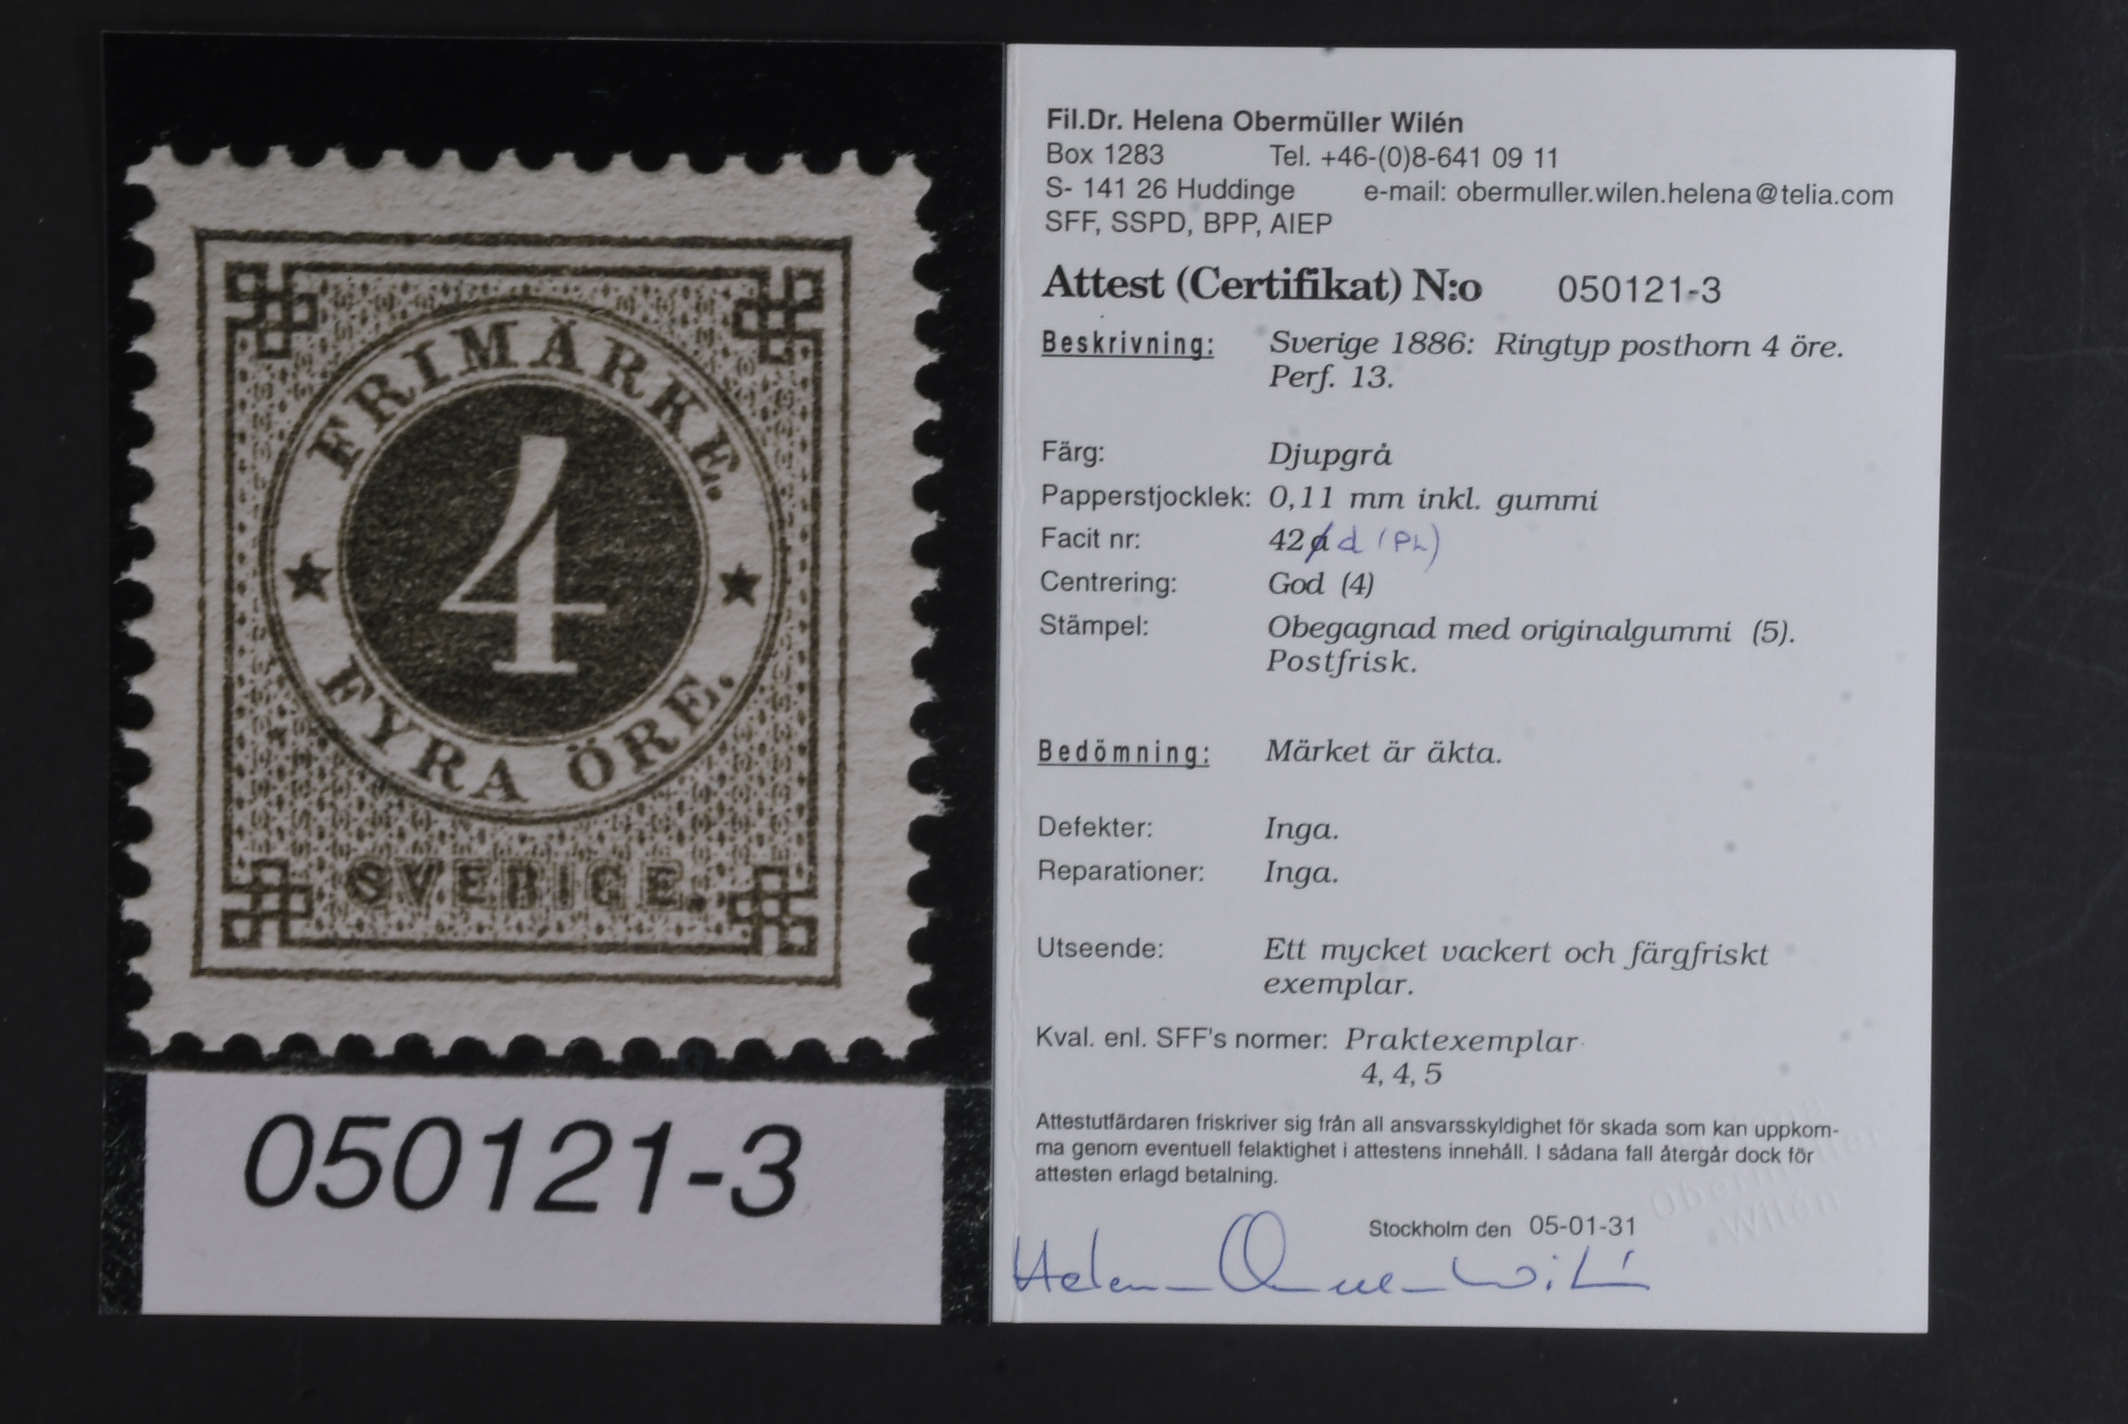 FRIMÄRKE.
4
FYRA ÖRE.
SVERIGE.
050121-3
Fil.Dr. Helena Obermüller Wilén
Box 1283 Tel. +46-(0)8-641 09 11
S- 141 26 Huddinge e-mail: obermuller.wilen.helena@telia.com
SFF, SSPD, BPP, AIEP
Attest (Certifikat) N:o 050121-3
Beskrivning: Sverige 1886: Ringtyp posthorn 4 öre.
Perf. 13.
Färg: Djupgrå
Papperstjocklek: 0,11 mm inkl. gummi
Facit nr: 42 d (PL)
Centrering: God (4)
Stämpel: Obegagnad med originalgummi (5).
Postfrisk.
Bedömning: Märket är äkta.
Defekter: Inga.
Reparationer: Inga.
Utseende: Ett mycket vackert och färgfriskt
exemplar.
Kval. enl. SFF's normer: Praktexemplar
4, 4, 5
Attestutfärdaren friskriver sig från all ansvarsskyldighet för skada som kan uppkom-
ma genom eventuell felaktighet i attestens innehåll. I sådana fall återgår dock för
attesten erlagd betalning.
Helena
Obermüller
Wilén
Stockholm den 05-01-31